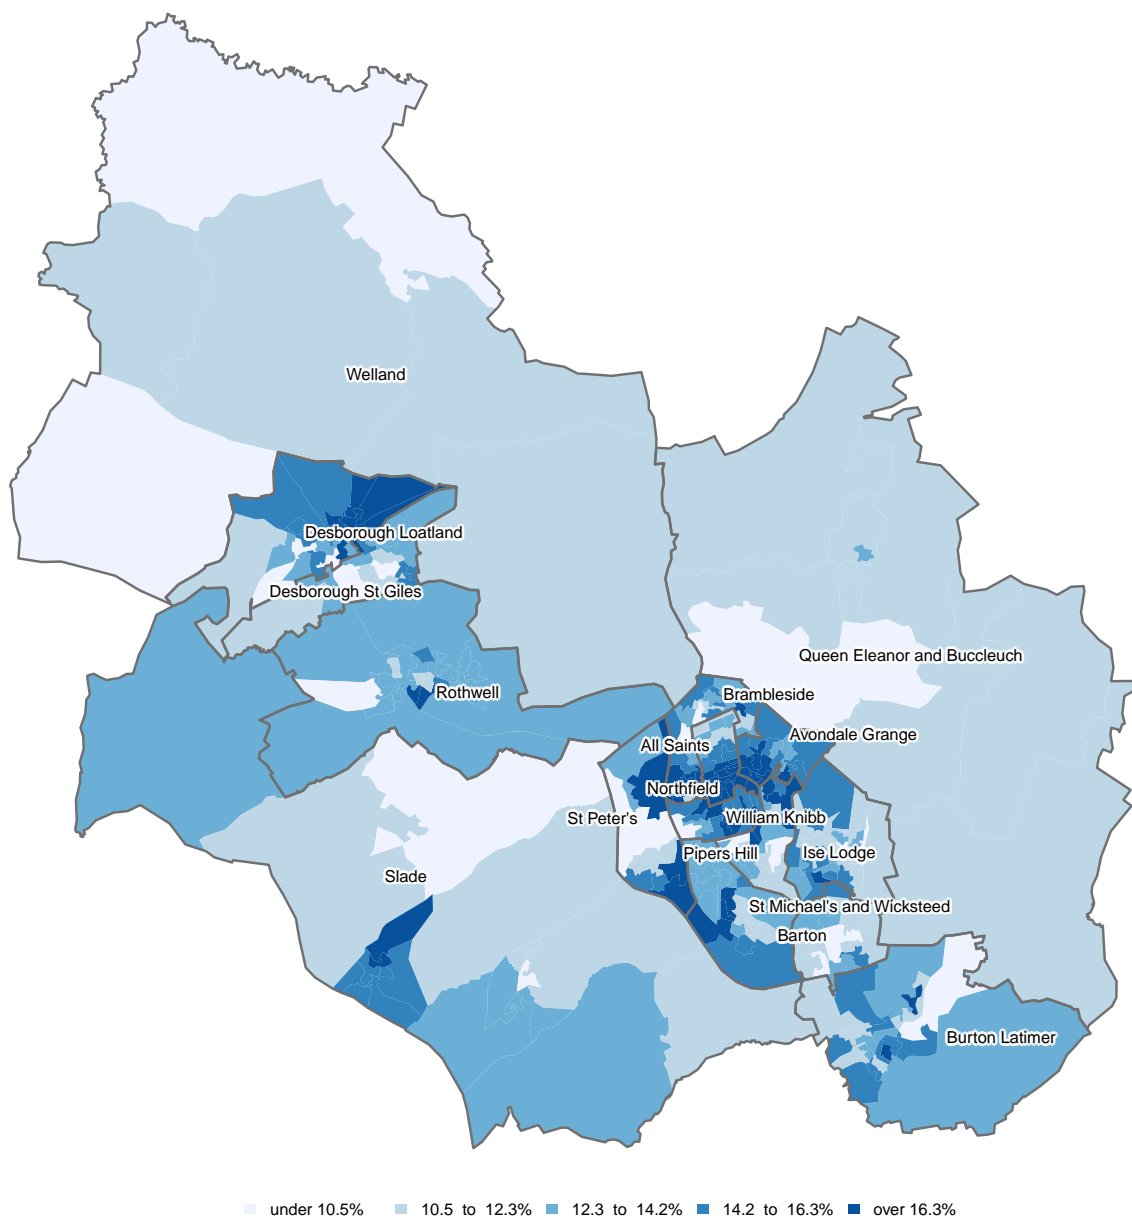 Welland
Desborough Loatland
Desborough St Giles
Queen Eleanor and Buccleuch
Rothwell
Brambleside
Avondale Grange
All Saints
Northfield
St Peter's
William Knibb
Pipers Hill
Ise Lodge
Slade
St Michael's and Wicksteed
Barton
Burton Latimer
under 10.5% 10.5 to 12.3% 12.3 to 14.2% 14.2 to 16.3% over 16.3%